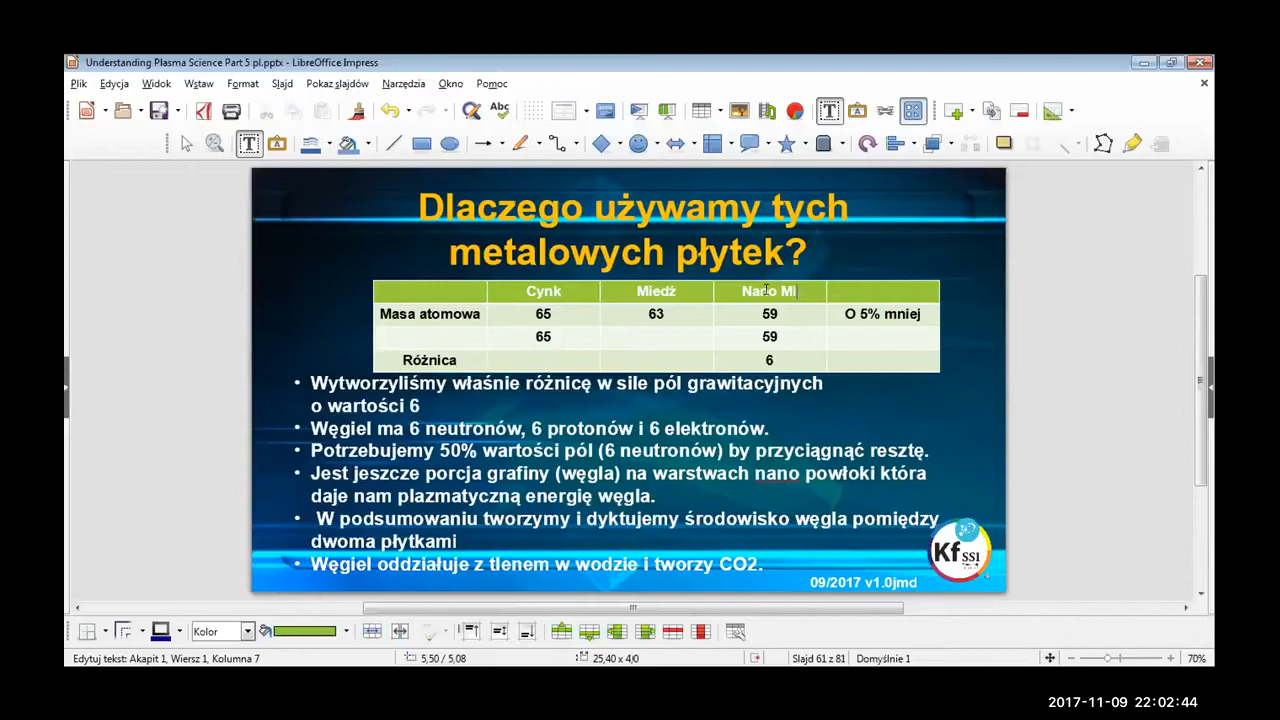 Understanding Plasma Science Part 5 pl.pptx - LibreOffice Impress
Plik Edycja Widok Wstaw Format Slajd Pokaz slajdów Narzędzia Okno Pomoc
Dlaczego używamy tych
metalowych płytek?
Cynk Miedź Nano Mi
Masa atomowa 65 63 59 O 5% mniej
65 59
Różnica 6
• Wytworzyliśmy właśnie różnicę w sile pól grawitacyjnych
o wartości 6
• Węgiel ma 6 neutronów, 6 protonów i 6 elektronów.
• Potrzebujemy 50% wartości pól (6 neutronów) by przyciągnąć resztę.
• Jest jeszcze porcja grafiny (węgla) na warstwach nano powłoki która
daje nam plazmatyczną energię węgla.
• W podsumowaniu tworzymy i dyktujemy środowisko węgla pomiędzy
dwoma płytkami
• Węgiel oddziałuje z tlenem w wodzie i tworzy CO2.
Kf SSI
09/2017 v1.0jmd
Kolor
Edytuj tekst: Akapit 1, Wiersz 1, Kolumna 7 5,50 / 5,08 25,40 x 4,0 Slajd 61 z 81 Domyślnie 1 70%
2017-11-09 22:02:44